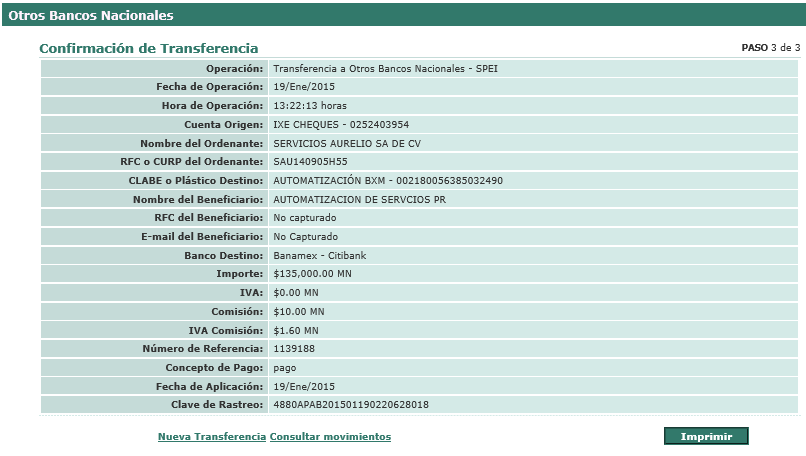 Otros Bancos Nacionales
Confirmación de Transferencia PASO 3 de 3
Operación: Transferencia a Otros Bancos Nacionales - SPEI
Fecha de Operación: 19/Ene/2015
Hora de Operación: 13:22:13 horas
Cuenta Origen: IXE CHEQUES - 0252403954
Nombre del Ordenante: SERVICIOS AURELIO SA DE CV
RFC o CURP del Ordenante: SAU140905H55
CLABE o Plástico Destino: AUTOMATIZACIÓN BXM - 002180056385032490
Nombre del Beneficiario: AUTOMATIZACION DE SERVCIOS PR
RFC del Beneficiario: No capturado
E-mail del Beneficiario: No Capturado
Banco Destino: Banamex - Citibank
Importe: $135,000.00 MN
IVA: $0.00 MN
Comisión: $10.00 MN
IVA Comisión: $1.60 MN
Número de Referencia: 1139188
Concepto de Pago: pago
Fecha de Aplicación: 19/Ene/2015
Clave de Rastreo: 4880APAB201501190220628018
Nueva Transferencia Consultar movimientos Imprimir